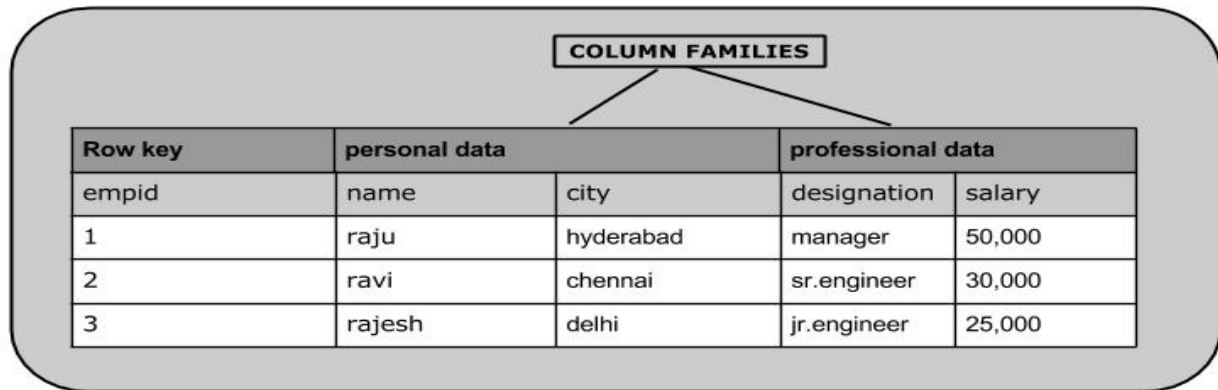 COLUMN FAMILIES
Row key personal data professional data
empid name city designation salary
1 raju hyderabad manager 50,000
2 ravi chennai sr.engineer 30,000
3 rajesh delhi jr.engineer 25,000